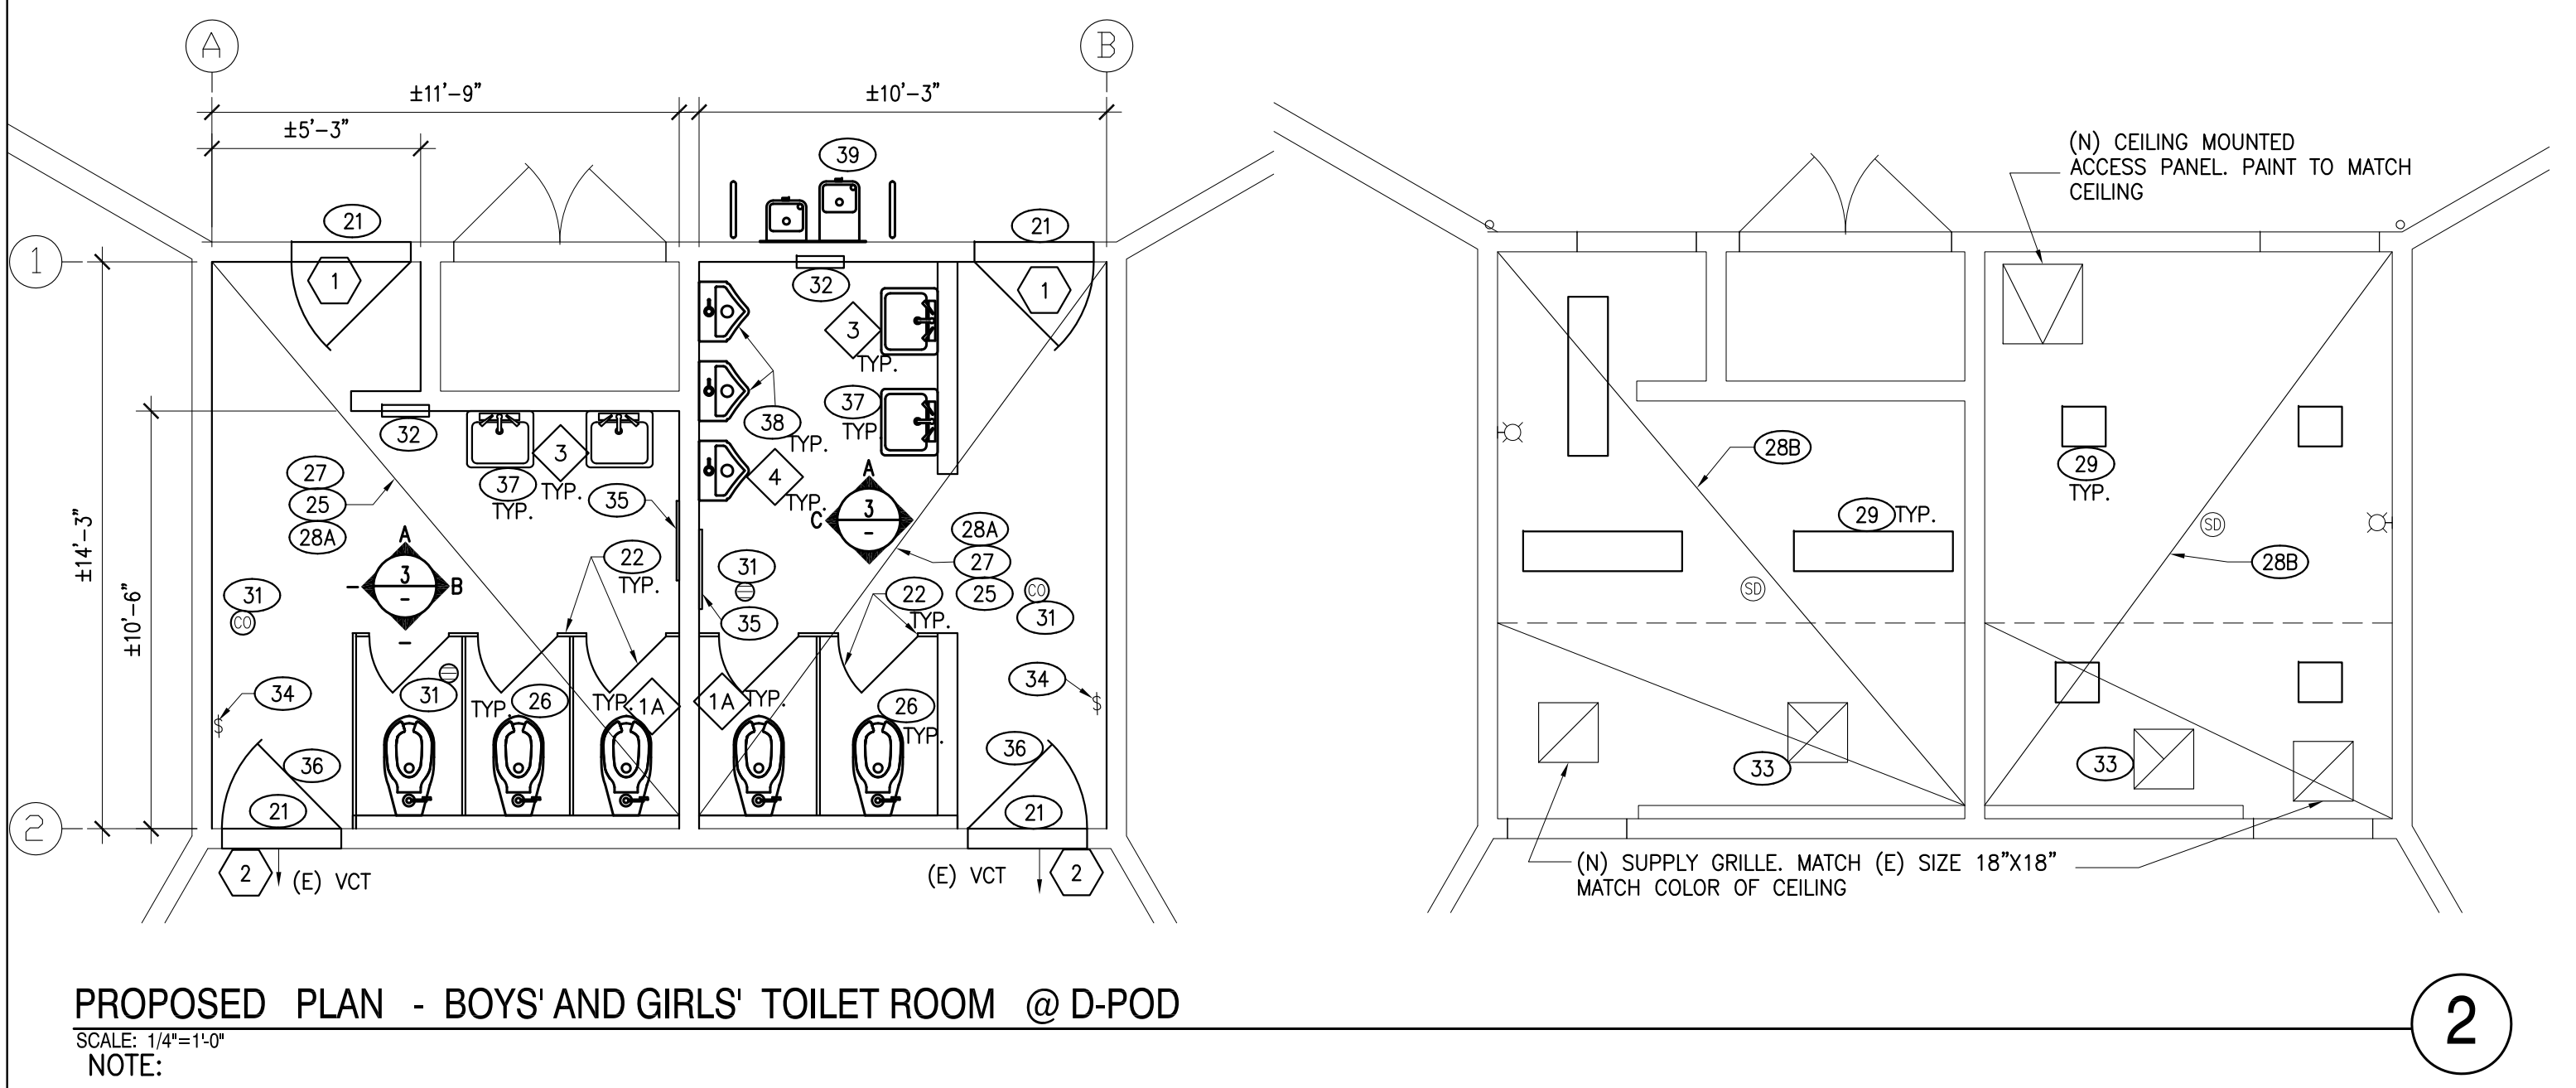 A
B
±11'-9"
±10'-3"
±5'-3"
39
21
21
1
1
1
32
3
TYP.
37
TYP.
38
TYP.
4
TYP.
32
3
TYP.
37
TYP.
35
27
25
28A
A
3
-
C
28A
27
25
A
3
-
B
-
-
22
TYP.
31
35
22
TYP.
31
CO
CO
31
±14'-3"
±10'-6"
34
34
$
$
31
TYP.
26
TYP.
1A
1A
TYP.
26
TYP.
36
36
21
21
2
2
2
(E) VCT
(E) VCT
(N) CEILING MOUNTED
ACCESS PANEL. PAINT TO MATCH
CEILING
28B
29
TYP.
29
TYP.
SD
SD
28B
33
33
(N) SUPPLY GRILLE. MATCH (E) SIZE 18"X18"
MATCH COLOR OF CEILING
PROPOSED PLAN - BOYS' AND GIRLS' TOILET ROOM @ D-POD
2
SCALE: 1/4"=1'-0"
NOTE: